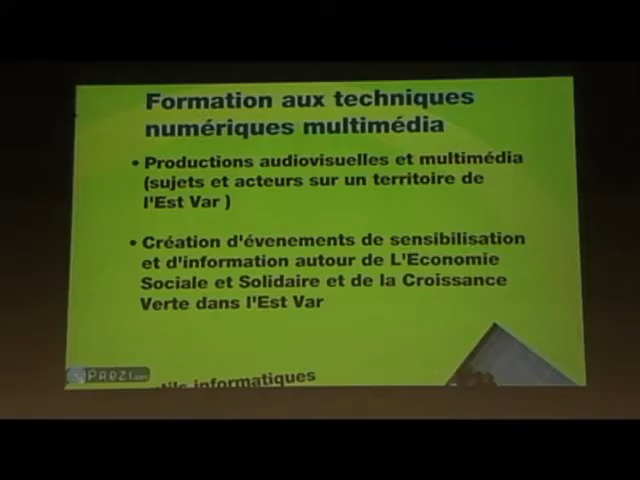 Formation aux techniques
numériques multimédia
• Productions audiovisuelles et multimédia
(sujets et acteurs sur un territoire de
l'Est Var )
• Création d'évenements de sensibilisation
et d'information autour de L'Economie
Sociale et Solidaire et de la Croissance
Verte dans l'Est Var
informatiques
PREZI